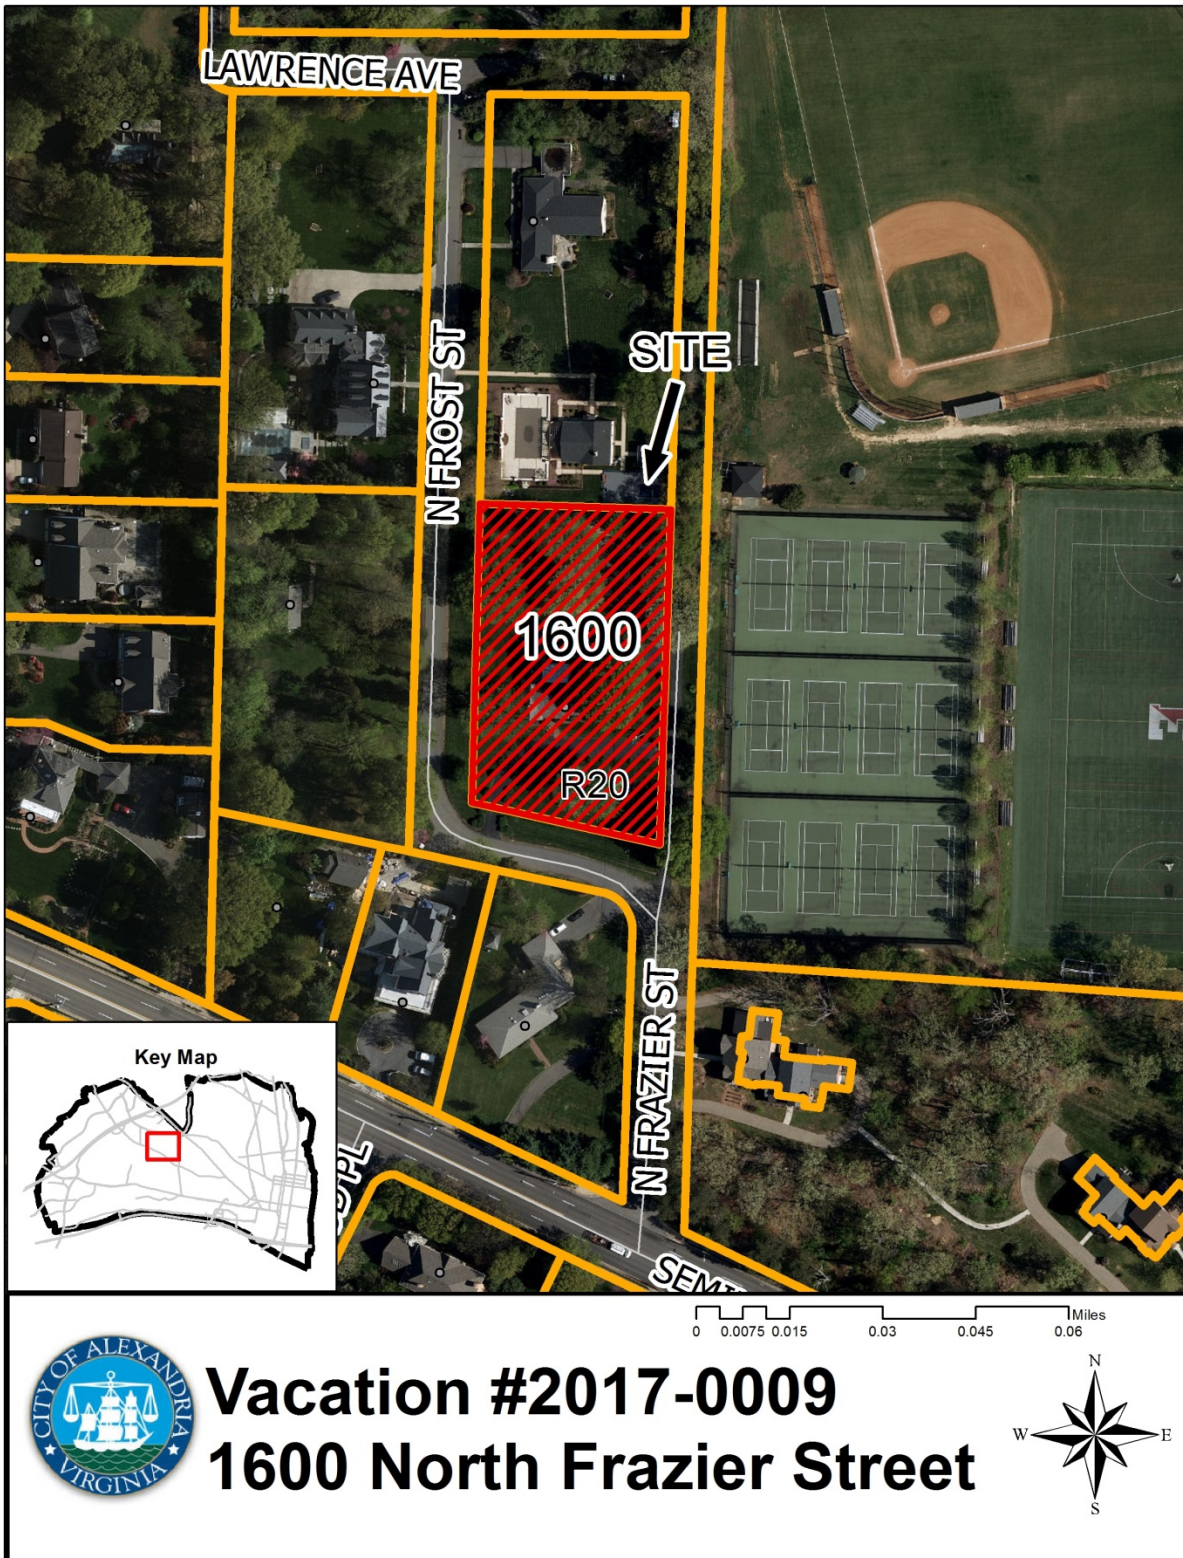 LAWRENCE AVE
N FROST ST
SITE
1600
R20
N FRAZIER ST
Key Map
PL
Miles
0 0.0075 0.015 0.03 0.045 0.06
CITY OF ALEXANDRIA
VIRGINIA
Vacation #2017-0009
1600 North Frazier Street
N
W E
S